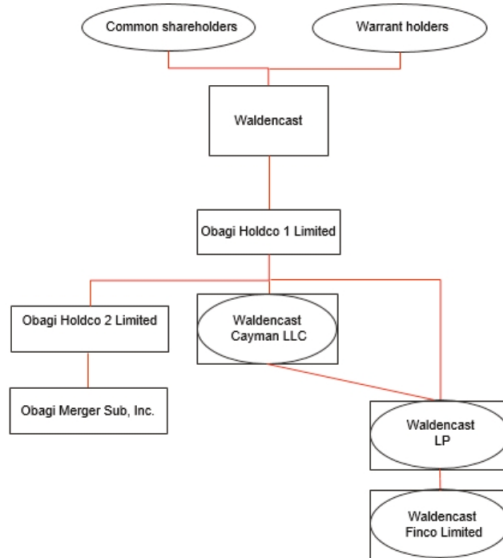 Common shareholders
Warrant holders
Waldencast
Obagi Holdco 1 Limited
Obagi Holdco 2 Limited
Waldencast
Cayman LLC
Obagi Merger Sub, Inc.
Waldencast
LP
Waldencast
Finco Limited